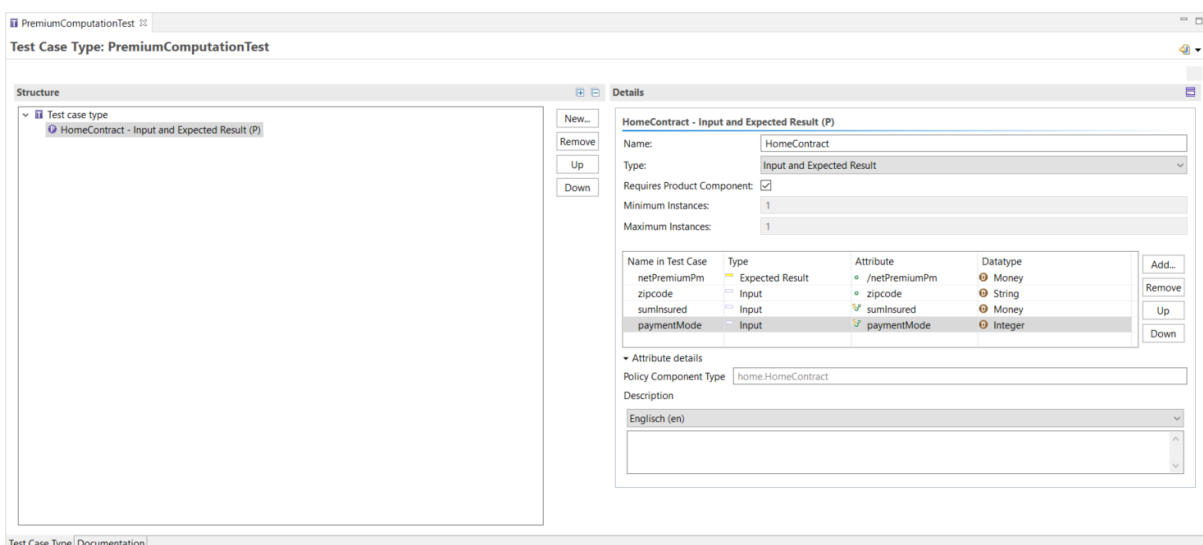 PremiumComputationTest
Test Case Type: PremiumComputationTest
Structure
Test case type
HomeContract - Input and Expected Result (P)
New...
Remove
Up
Down
Details
HomeContract - Input and Expected Result (P)
Name: HomeContract
Type: Input and Expected Result
Requires Product Component:
Minimum Instances: 1
Maximum Instances: 1
Name in Test Case Type Attribute Datatype
netPremiumPm Expected Result /netPremiumPm Money
zipcode Input zipcode String
sumInsured Input sumInsured Money
paymentMode Input paymentMode Integer
Add...
Remove
Up
Down
Attribute details
Policy Component Type home.HomeContract
Description
Englisch (en)
Test Case Type Documentation